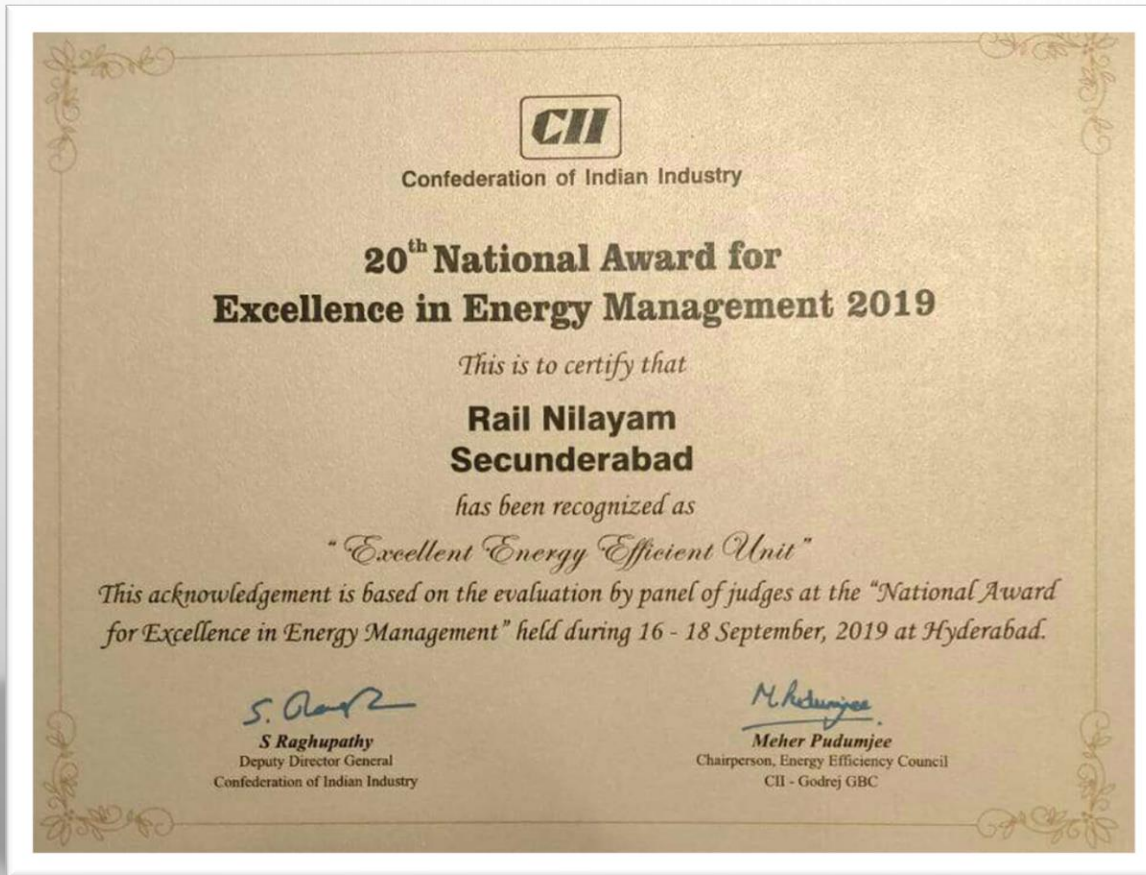 CII
Confederation of Indian Industry
20th National Award for
Excellence in Energy Management 2019
This is to certify that
Rail Nilayam
Secunderabad
has been recognized as
“Excellent Energy Efficient Unit”
This acknowledgement is based on the evaluation by panel of judges at the “National Award
for Excellence in Energy Management” held during 16 - 18 September, 2019 at Hyderabad.
S Raghupathy
Deputy Director General
Confederation of Indian Industry
M. Pudumjee
Meher Pudumjee
Chairperson, Energy Efficiency Council
CII - Godrej GBC